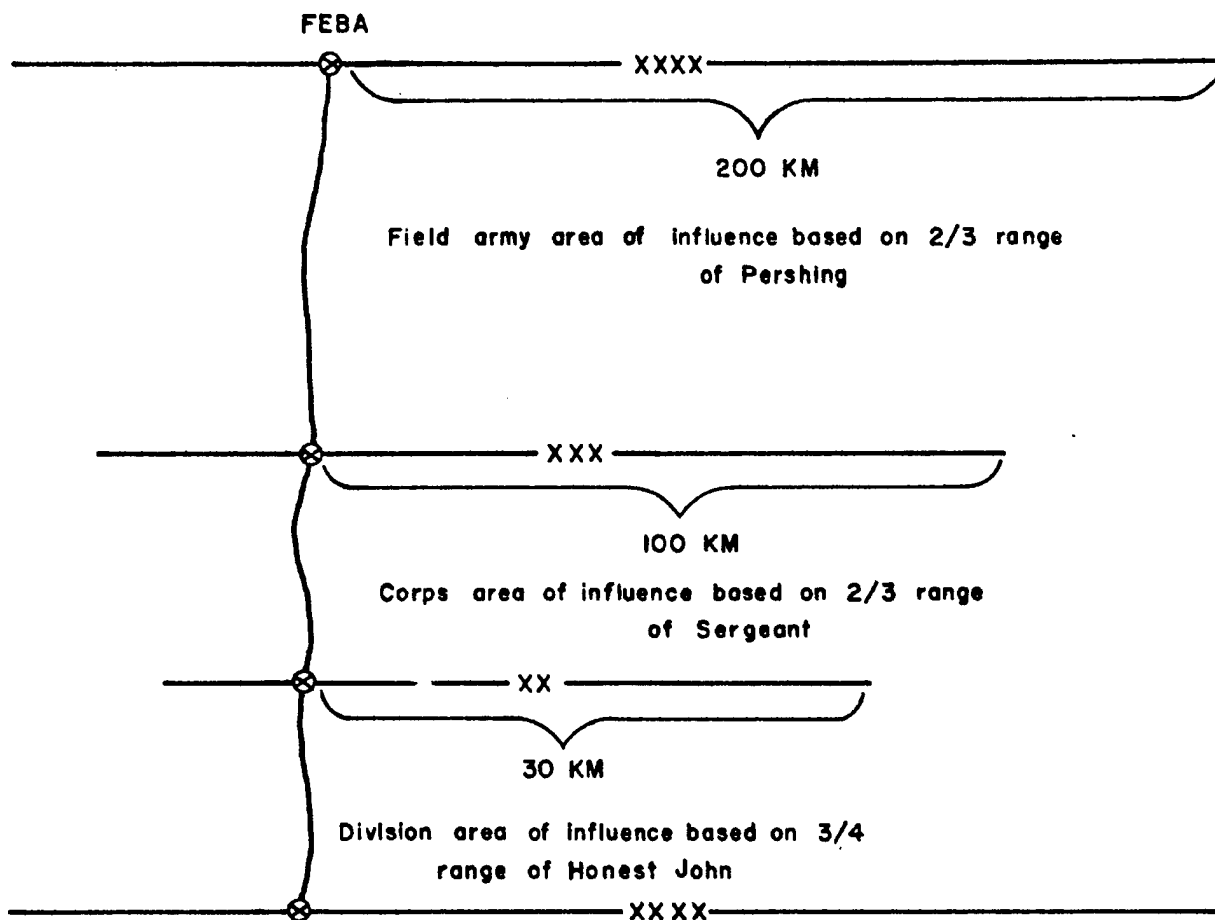 FEBA
XXXX
200 KM
Field army area of influence based on 2/3 range
of Pershing
XXX
100 KM
Corps area of influence based on 2/3 range
of Sergeant
XX
30 KM
Division area of influence based on 3/4
range of Honest John
XXXX